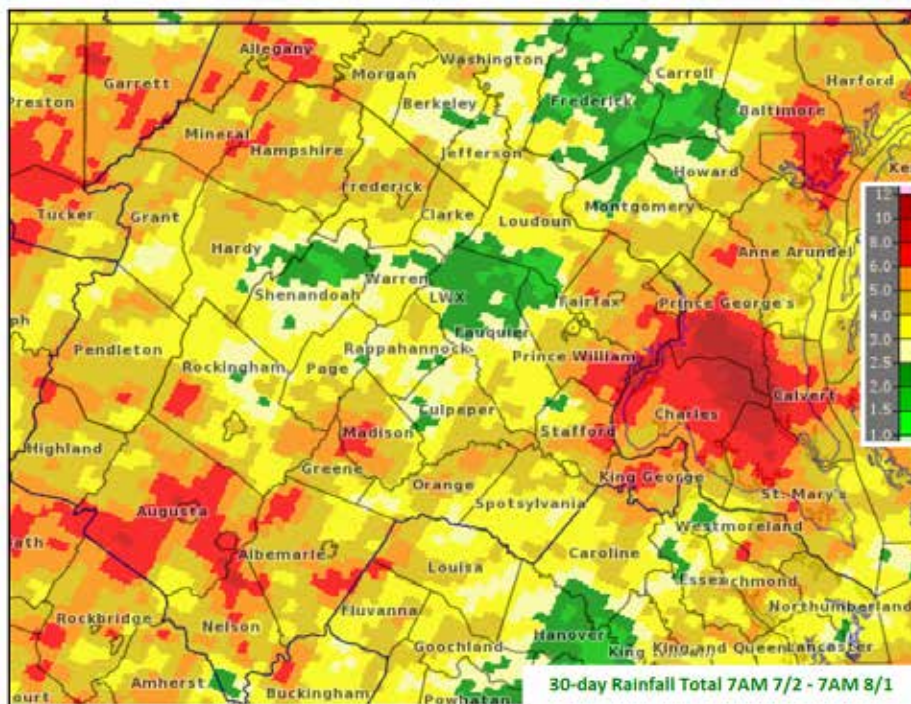 Allegany
Washington
Garrett
Morgan
Carroll
Harford
Preston
Berkeley
Frederick
Baltimore
Mineral
Hampshire
Jefferson
Howard
Ke
Frederick
Tucker
Grant
Clarke
Loudoun
Montgomery
10
8.0
Hardy
Warren
Anne Arundel
6.0
Shenandoah
LWX
Fairfax
Prince George's
5.0
ph
Fauquier
4.0
Pendleton
Rappahannock
Prince William
3.0
Rockingham
Page
Calvert
2.5
Culpeper
Charles
2.0
Madison
Stafford
1.5
Highland
1.0
Greene
Orange
King George
Spotsylvania
St. Mary's
Augusta
Westmoreland
ath
Albemarle
Louisa
Caroline
Essex
chmond
Rockbridge
Nelson
Fluvanna
Northumberland
Goochland
Hanover
King
King and Queen
Lancaster
Amherst
ourt
Buckingham
Powhatan
30-day Rainfall Total 7AM 7/2 - 7AM 8/1